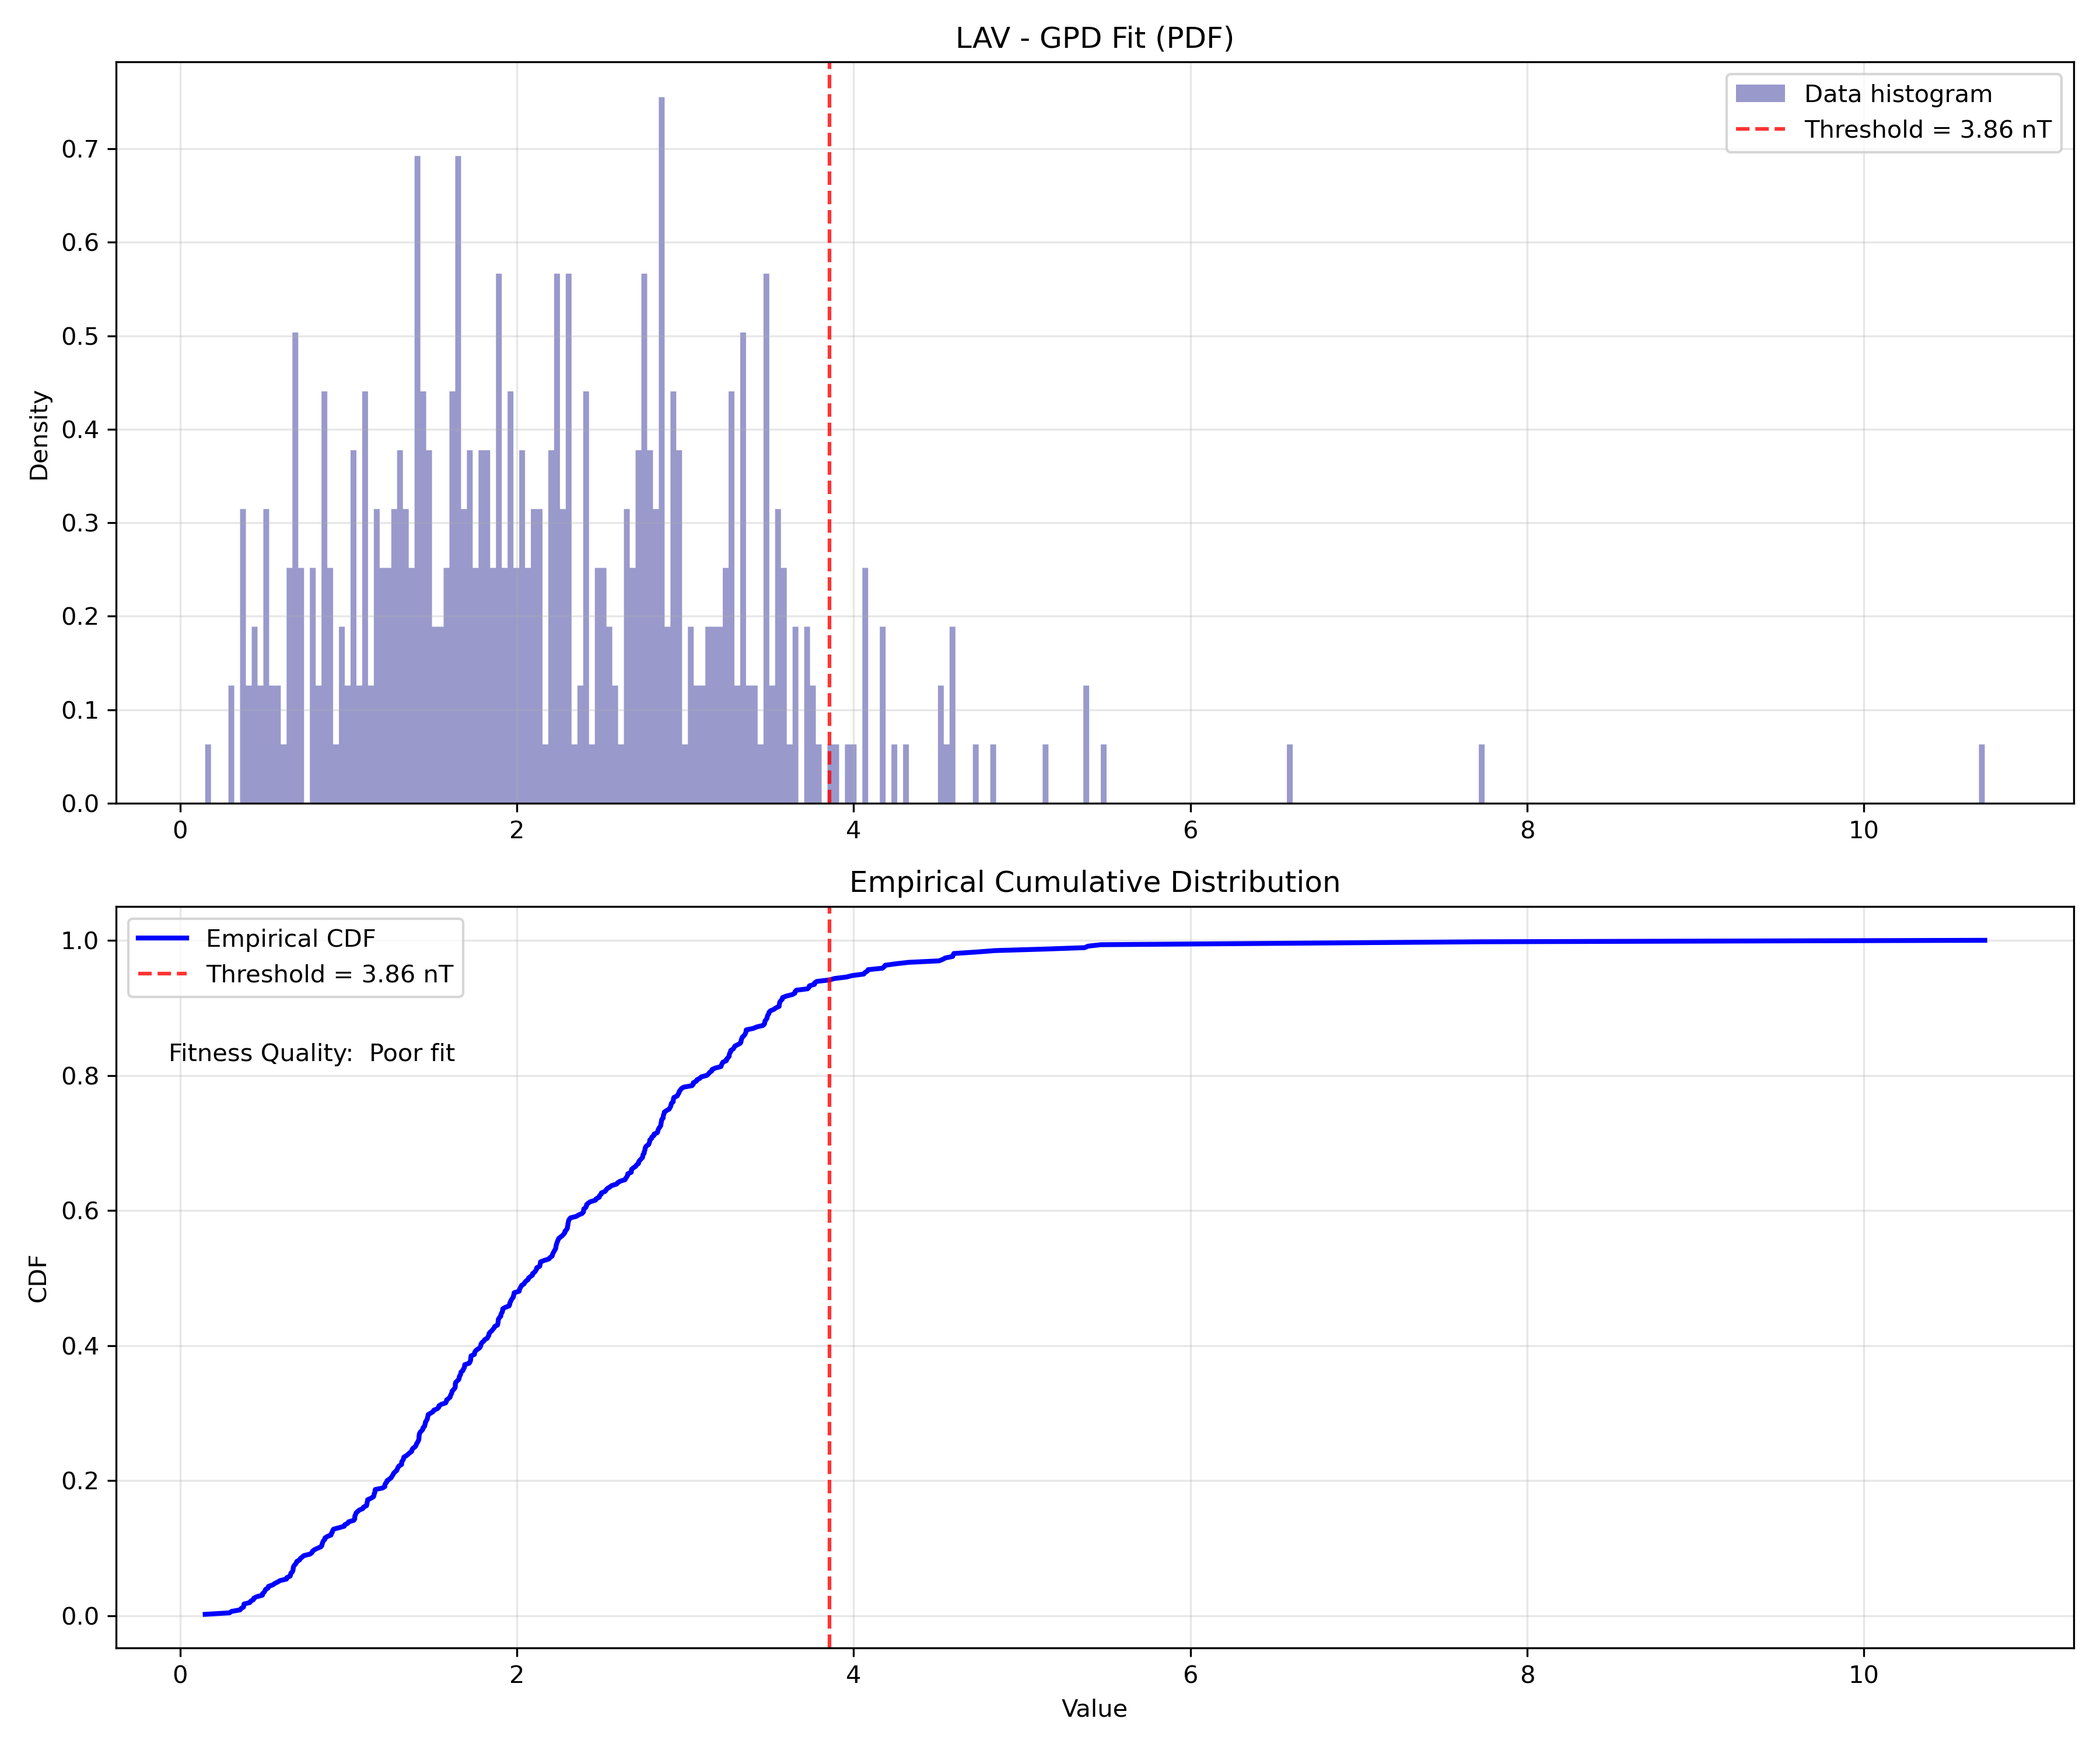 LAV - GPD Fit (PDF)
Data histogram
Threshold = 3.86 nT
Density
0.7
0.6
0.5
0.4
0.3
0.2
0.1
0.0
0 2 4 6 8 10
Empirical Cumulative Distribution
Empirical CDF
Threshold = 3.86 nT
Fitness Quality: Poor fit
CDF
1.0
0.8
0.6
0.4
0.2
0.0
0 2 4 6 8 10
Value